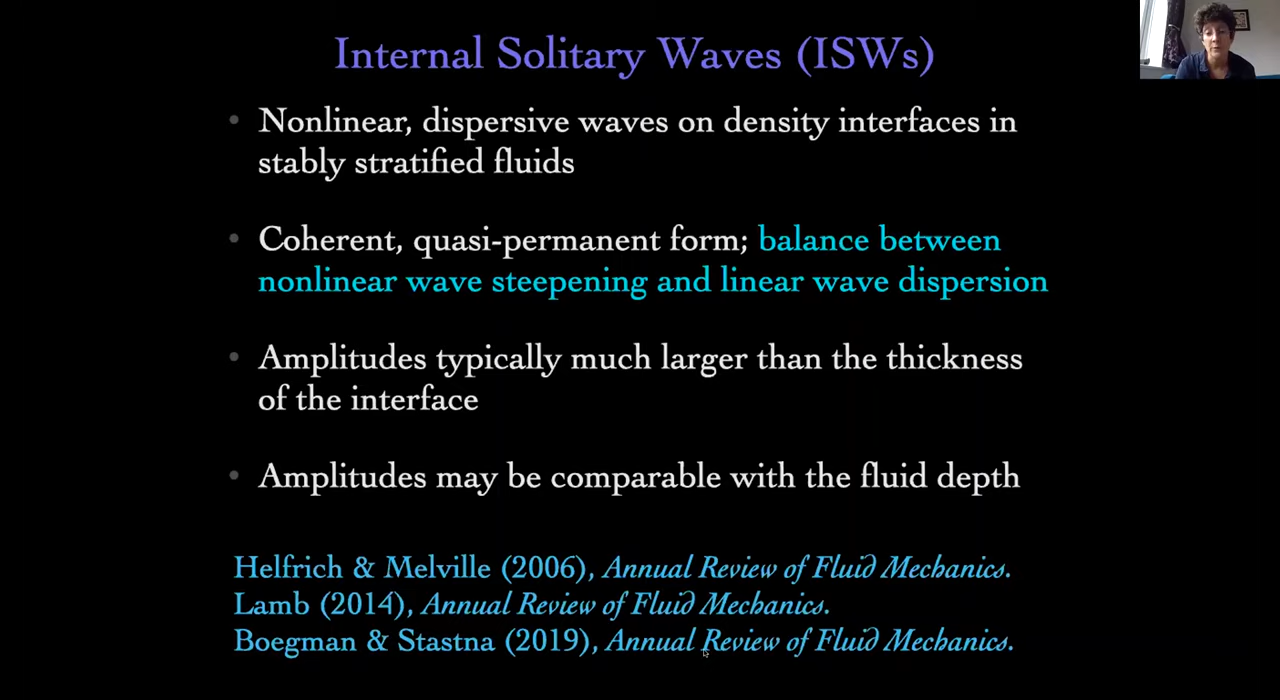 Internal Solitary Waves (ISWs)
• Nonlinear, dispersive waves on density interfaces in
stably stratified fluids
• Coherent, quasi-permanent form; balance between
nonlinear wave steepening and linear wave dispersion
• Amplitudes typically much larger than the thickness
of the interface
• Amplitudes may be comparable with the fluid depth
Helfrich & Melville (2006), Annual Review of Fluid Mechanics.
Lamb (2014), Annual Review of Fluid Mechanics.
Boegman & Stastna (2019), Annual Review of Fluid Mechanics.